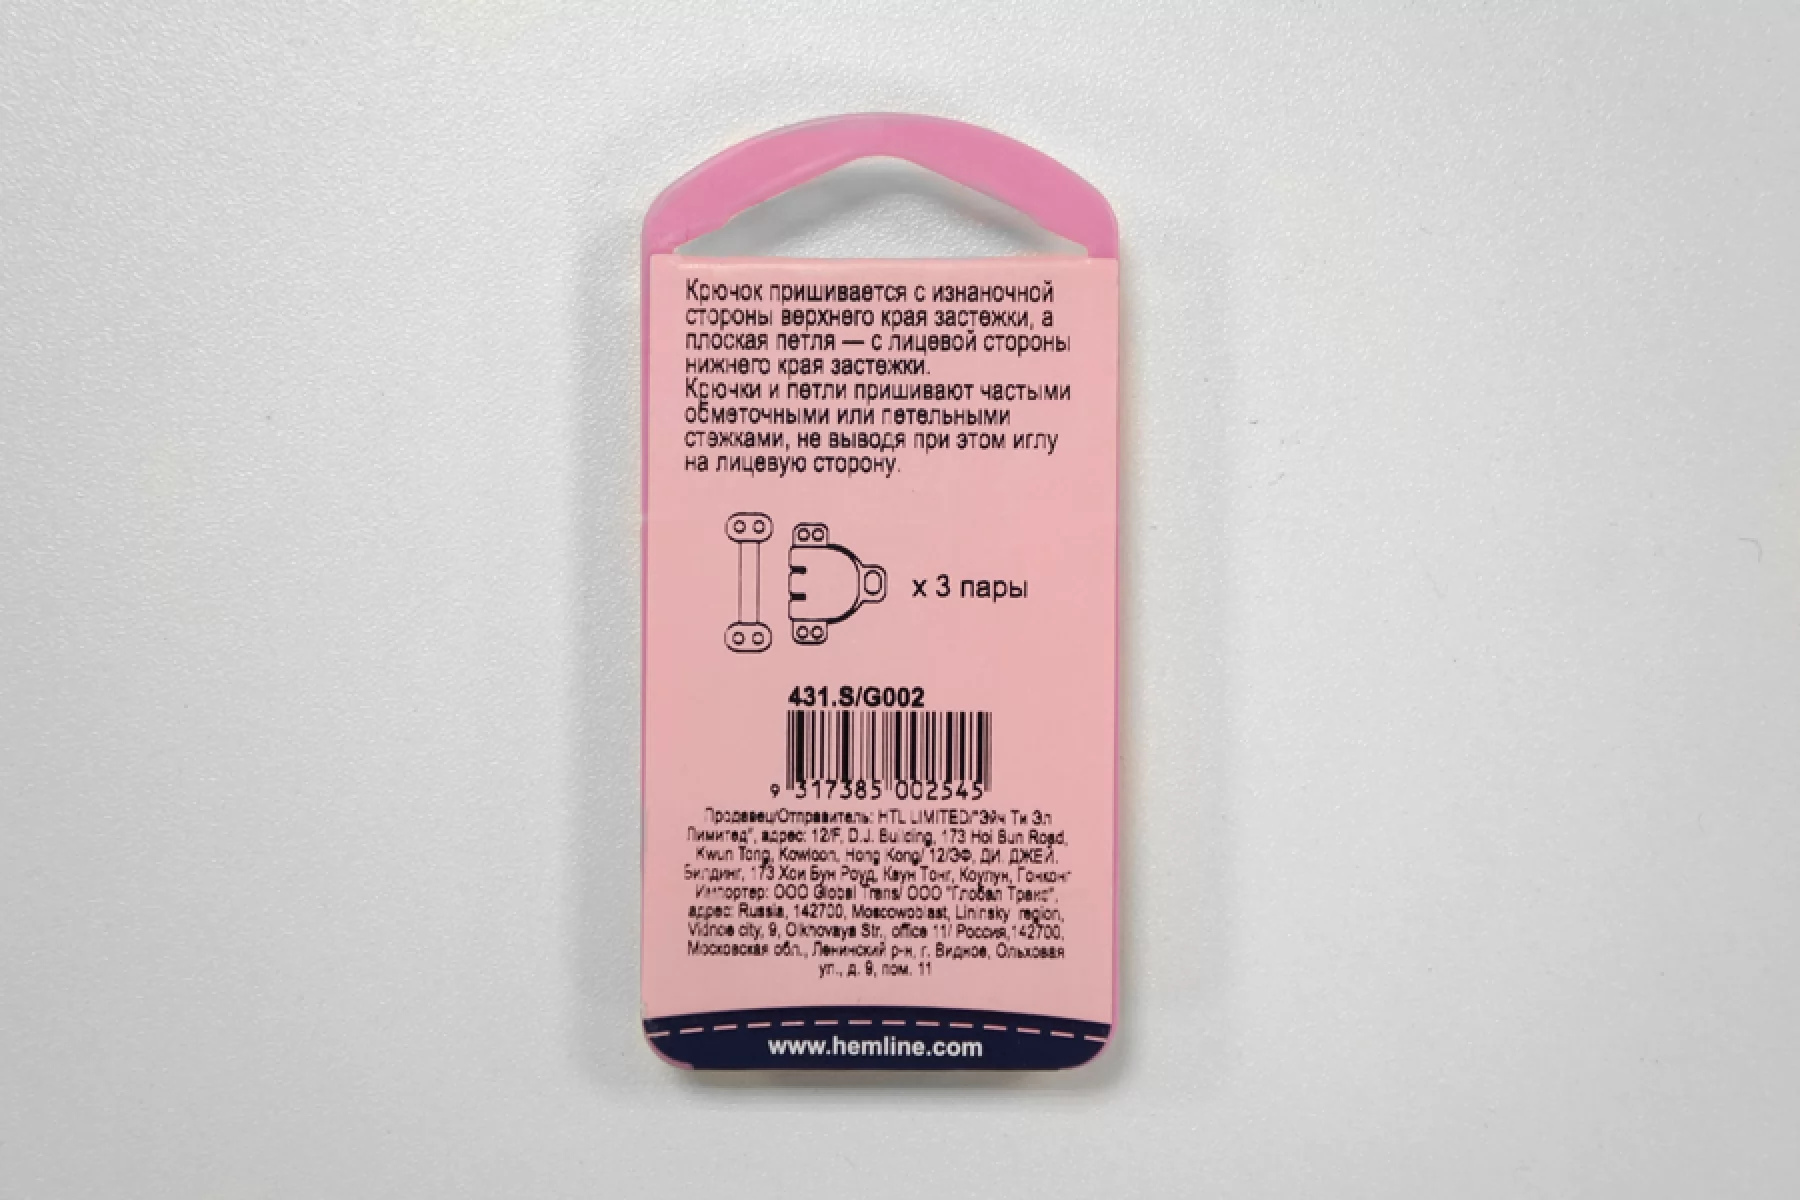 Крючок пришивается с изнаночной
стороны верхнего края застежки, а
плоская петля — с лицевой стороны
нижнего края застежки.
Крючки и петли пришивают частыми
обметочными или петельными
стежками, не выводя при этом иглу
на лицевую сторону.
x 3 пары
431.S/G002
9 317385 002545
Продавец/Отправитель: HTL LIMITED/"Эйч Ти Эл
Лимитед", адрес: 12/F, D.J. Building, 173 Hoi Bun Road,
Kwun Tong, Kowloon, Hong Kong/ 12/ЭФ, ДИ. ДЖЕЙ.
Билдинг, 173 Хои Бун Роуд, Квун Тонг, Коулун, Гонконг
Импортер: ООО Global Trans/ ООО "Глобал Транс",
адрес: Russia, 142700, Moscowoblast, Lininsky region,
Vidnoe city, 9, Olkhovaya Str., office 11/ Россия,142700,
Московская обл., Ленинский р-н, г. Видное, Ольховая
ул., д. 9, пом. 11
www.hemline.com